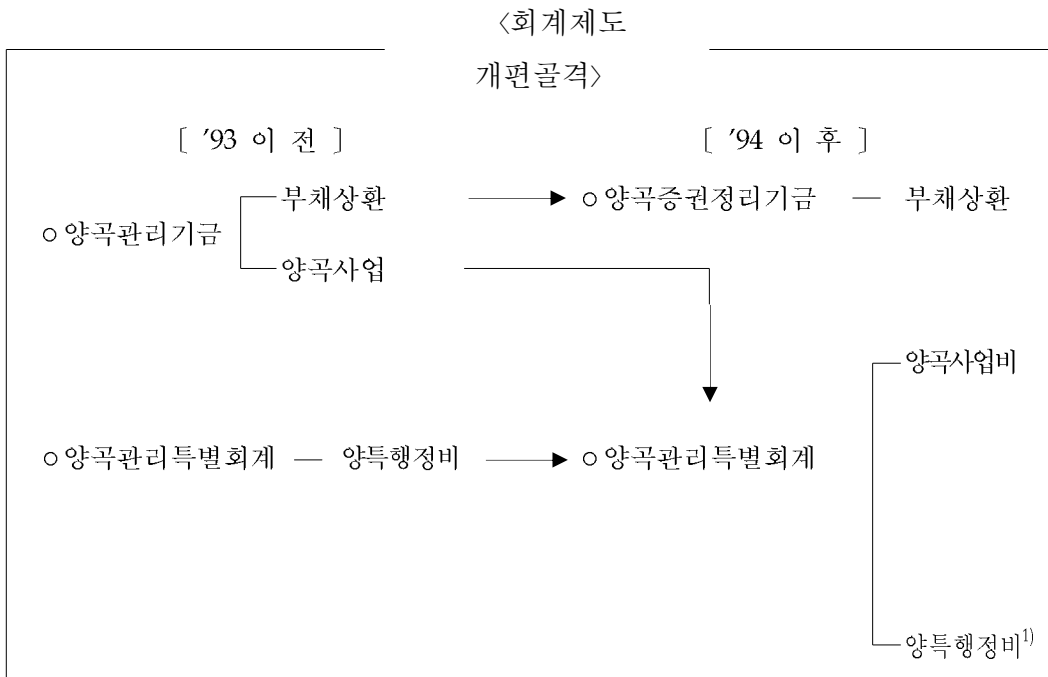 〈회계제도
개편골격〉
[ ’93 이 전 ] [ ’94 이 후 ]
부채상환 ○ 양곡증권정리기금 — 부채상환
○ 양곡관리기금
양곡사업
양곡사업비
○ 양곡관리특별회계 — 양특행정비 ○ 양곡관리특별회계
양특행정비1)